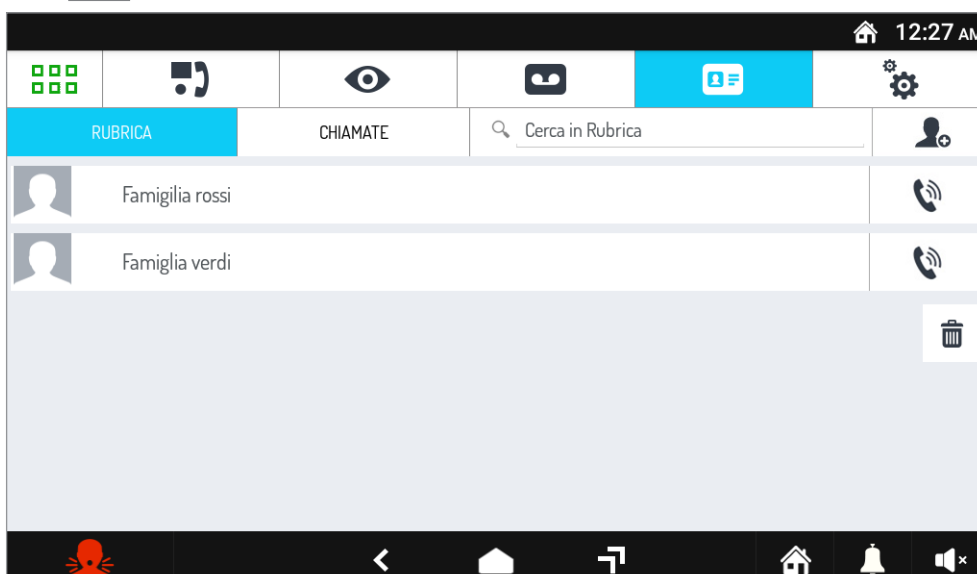 12:27 AM
RUBRICA CHIAMATE Cerca in Rubrica
Famigilia rossi
Famiglia verdi